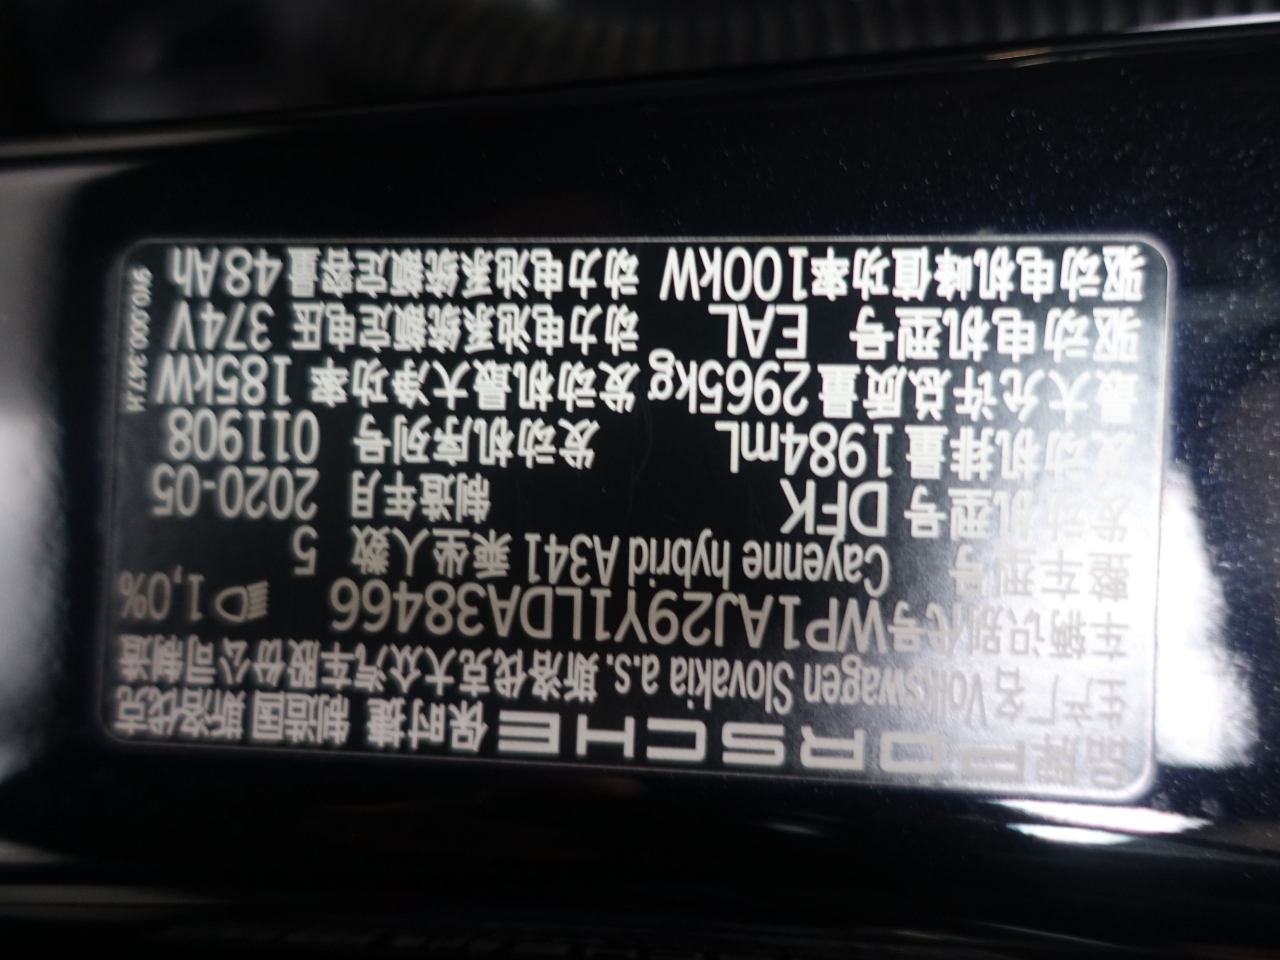 品牌 PORSCHE 保时捷 制造国 斯洛伐克
生产厂名 Volkswagen Slovakia a.s. 斯洛伐克大众汽车股份公司制造
车辆识别代号 WP1AJ29Y1LDA38466 1,0%
整车型号 Cayenne hybrid A341 乘坐人数 5
发动机型号 DFK 制造年月 2020-05
发动机排量 1984mL 发动机序列号 011908
最大允许总质量 2965kg 发动机最大净功率 185kW
驱动电机型号 EAL 动力电池系统额定电压 374V
驱动电机峰值功率 100kW 动力电池系统额定容量 48Ah